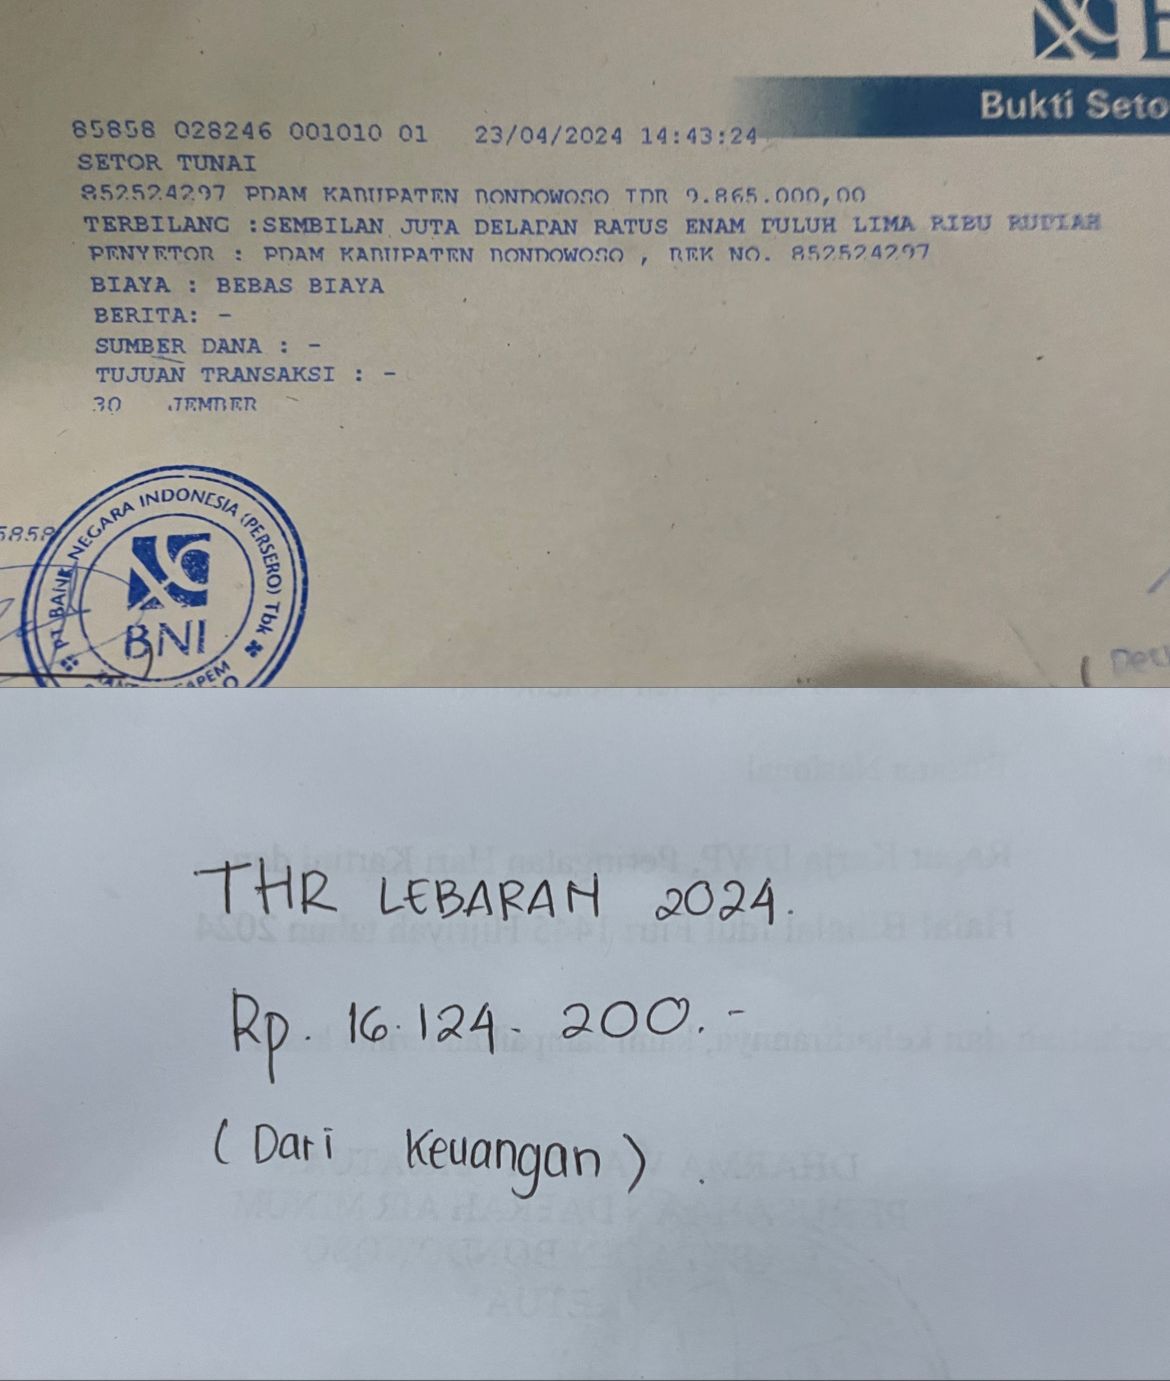 Bukti Seto
85858 028246 001010 01 23/04/2024 14:43:24
SETOR TUNAI
852524297 PDAM KABUPATEN BONDOWOSO IDR 9.865.000,00
TERBILANG :SEMBILAN JUTA DELAPAN RATUS ENAM PULUH LIMA RIBU RUPIAH
PENYETOR : PDAM KABUPATEN BONDOWOSO , REK NO. 852524297
BIAYA : BEBAS BIAYA
BERITA: -
SUMBER DANA : -
TUJUAN TRANSAKSI : -
30 JEMBER
5858
PT BANK NEGARA INDONESIA (PERSERO) Tbk
BNI
THR LEBARAN 2024.
Rp. 16.124.200.-
(Dari Keuangan).